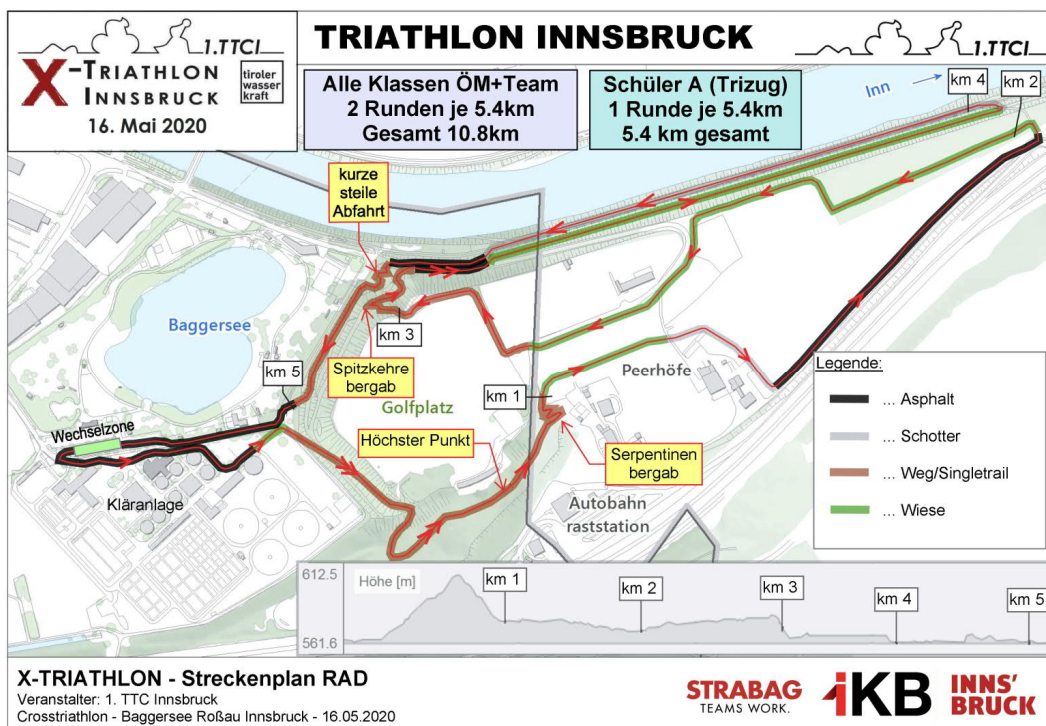 1.TTCI
X-TRIATHLON
INNSBRUCK
tiroler
wasser
kraft
16. Mai 2020
TRIATHLON INNSBRUCK
1.TTCI
Alle Klassen ÖM+Team
2 Runden je 5.4km
Gesamt 10.8km
Schüler A (Trizug)
1 Runde je 5.4km
5.4 km gesamt
Inn
km 4
km 2
kurze
steile
Abfahrt
Baggersee
km 3
Spitzkehre
bergab
km 5
Golfplatz
km 1
Peerhöfe
Wechselzone
Höchster Punkt
Serpentinen
bergab
Kläranlage
Autobahn
raststation
Legende:
... Asphalt
... Schotter
... Weg/Singletrail
... Wiese
612.5
Höhe [m]
561.6
km 1
km 2
km 3
km 4
km 5
X-TRIATHLON - Streckenplan RAD
Veranstalter: 1. TTC Innsbruck
Crosstriathlon - Baggersee Roßau Innsbruck - 16.05.2020
STRABAG
TEAMS WORK.
iKB
INNS'
BRUCK